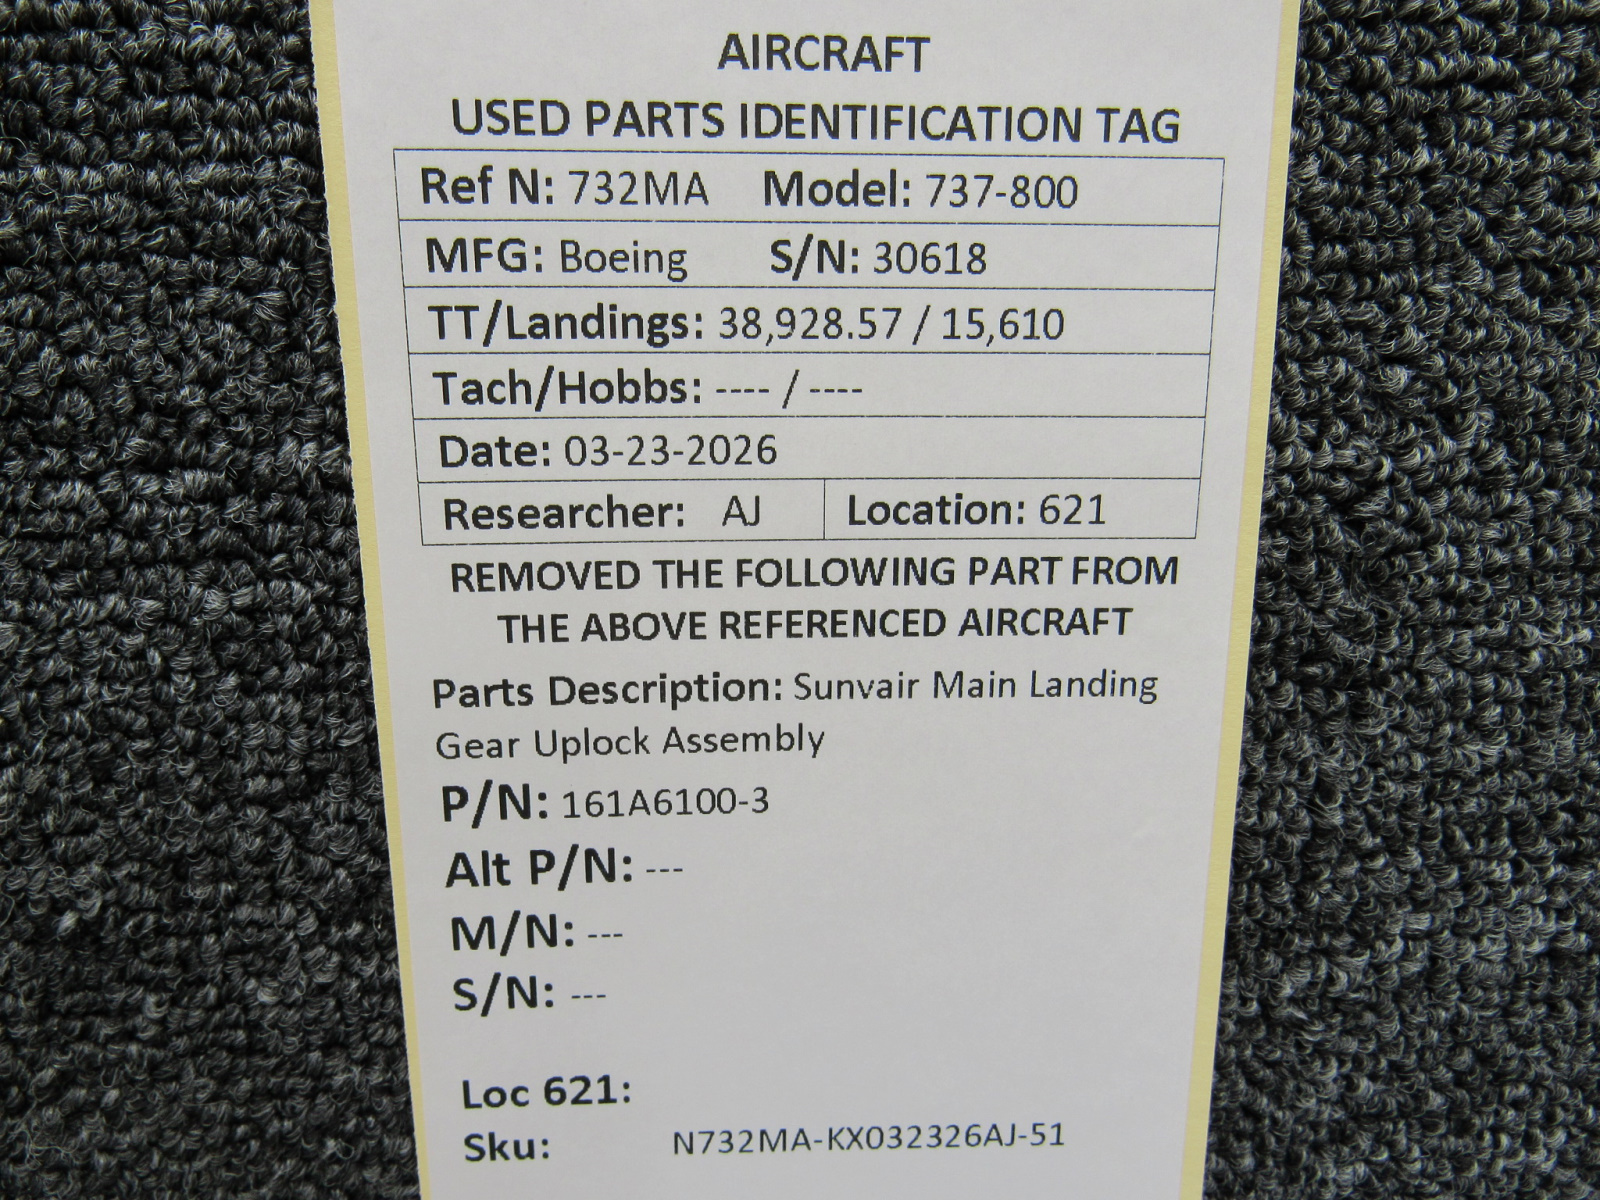 AIRCRAFT
USED PARTS IDENTIFICATION TAG
Ref N: 732MA Model: 737-800
MFG: Boeing S/N: 30618
TT/Landings: 38,928.57 / 15,610
Tach/Hobbs: ---- / ----
Date: 03-23-2026
Researcher: AJ Location: 621
REMOVED THE FOLLOWING PART FROM
THE ABOVE REFERENCED AIRCRAFT
Parts Description: Sunvair Main Landing
Gear Uplock Assembly
P/N: 161A6100-3
Alt P/N: ---
M/N: ---
S/N: ---
Loc 621:
Sku: N732MA-KX032326AJ-51